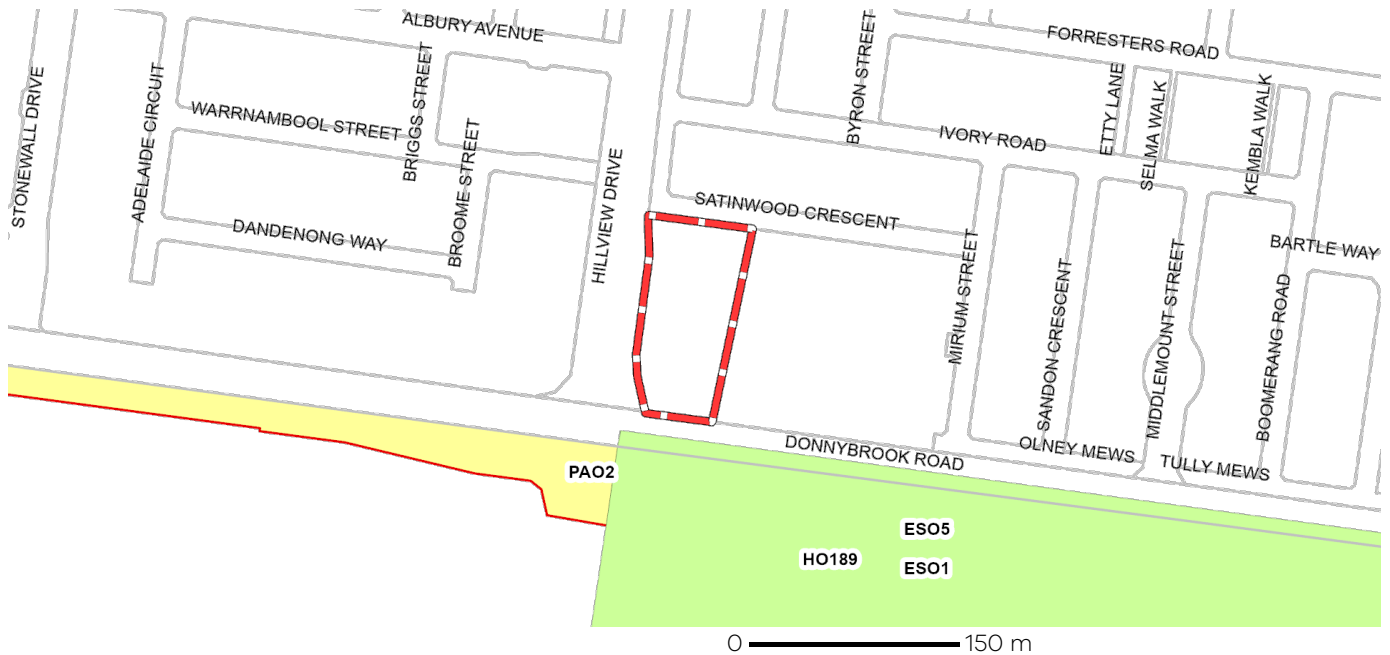 ALBURY AVENUE
FORRESTERS ROAD
STONEWALL DRIVE
ADELAIDE CIRCUIT
WARRNAMBOOL STREET
BRIGGS STREET
BROOME STREET
HILLVIEW DRIVE
BYRON STREET
IVORY ROAD
ETTY LANE
SELMA WALK
KEMBLA WALK
DANDENONG WAY
SATINWOOD CRESCENT
MIRIUM STREET
SANDON CRESCENT
MIDDLEMOUNT STREET
BOOMERANG ROAD
BARTLE WAY
DONNYBROOK ROAD
OLNEY MEWS
TULLY MEWS
PAO2
ESO5
HO189
ESO1
0 150 m